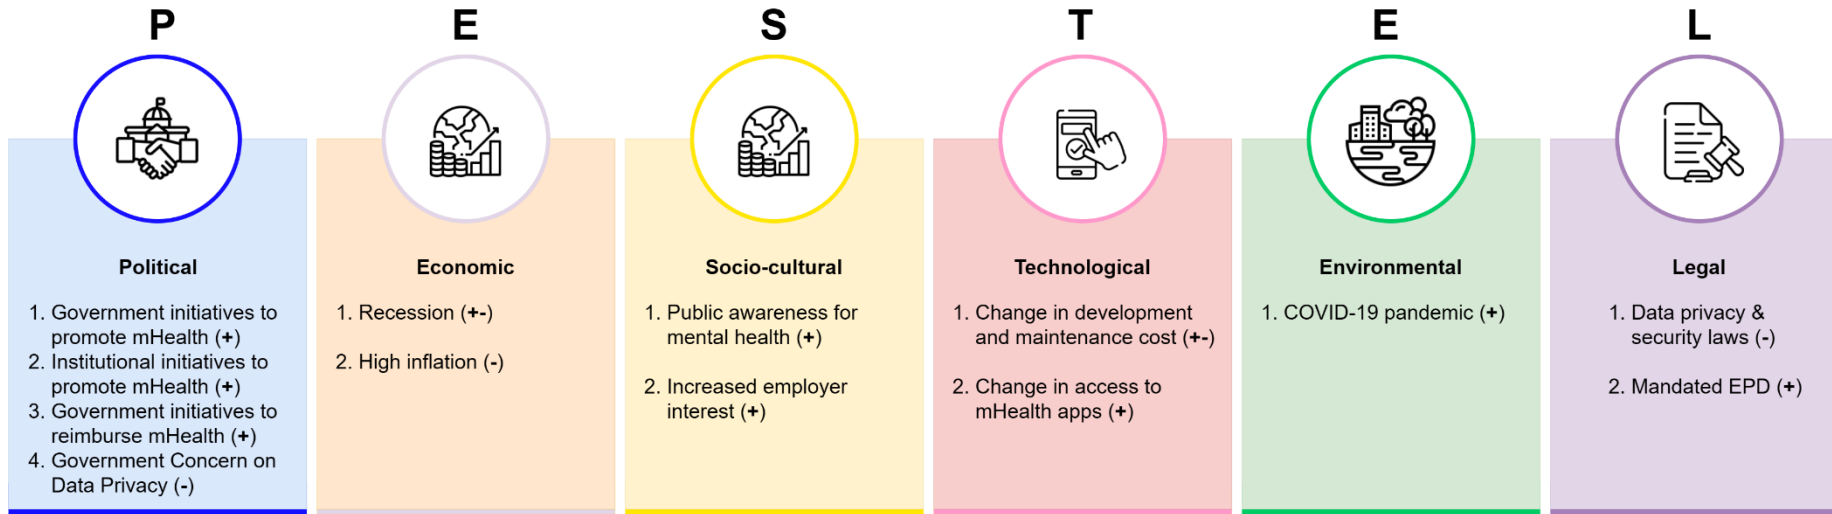 P
E
S
T
E
L
Political
1. Government initiatives to
promote mHealth (+)
2. Institutional initiatives to
promote mHealth (+)
3. Government initiatives to
reimburse mHealth (+)
4. Government Concern on
Data Privacy (-)
Economic
1. Recession (+-)
2. High inflation (-)
Socio-cultural
1. Public awareness for
mental health (+)
2. Increased employer
interest (+)
Technological
1. Change in development
and maintenance cost (+-)
2. Change in access to
mHealth apps (+)
Environmental
1. COVID-19 pandemic (+)
Legal
1. Data privacy &
security laws (-)
2. Mandated EPD (+)